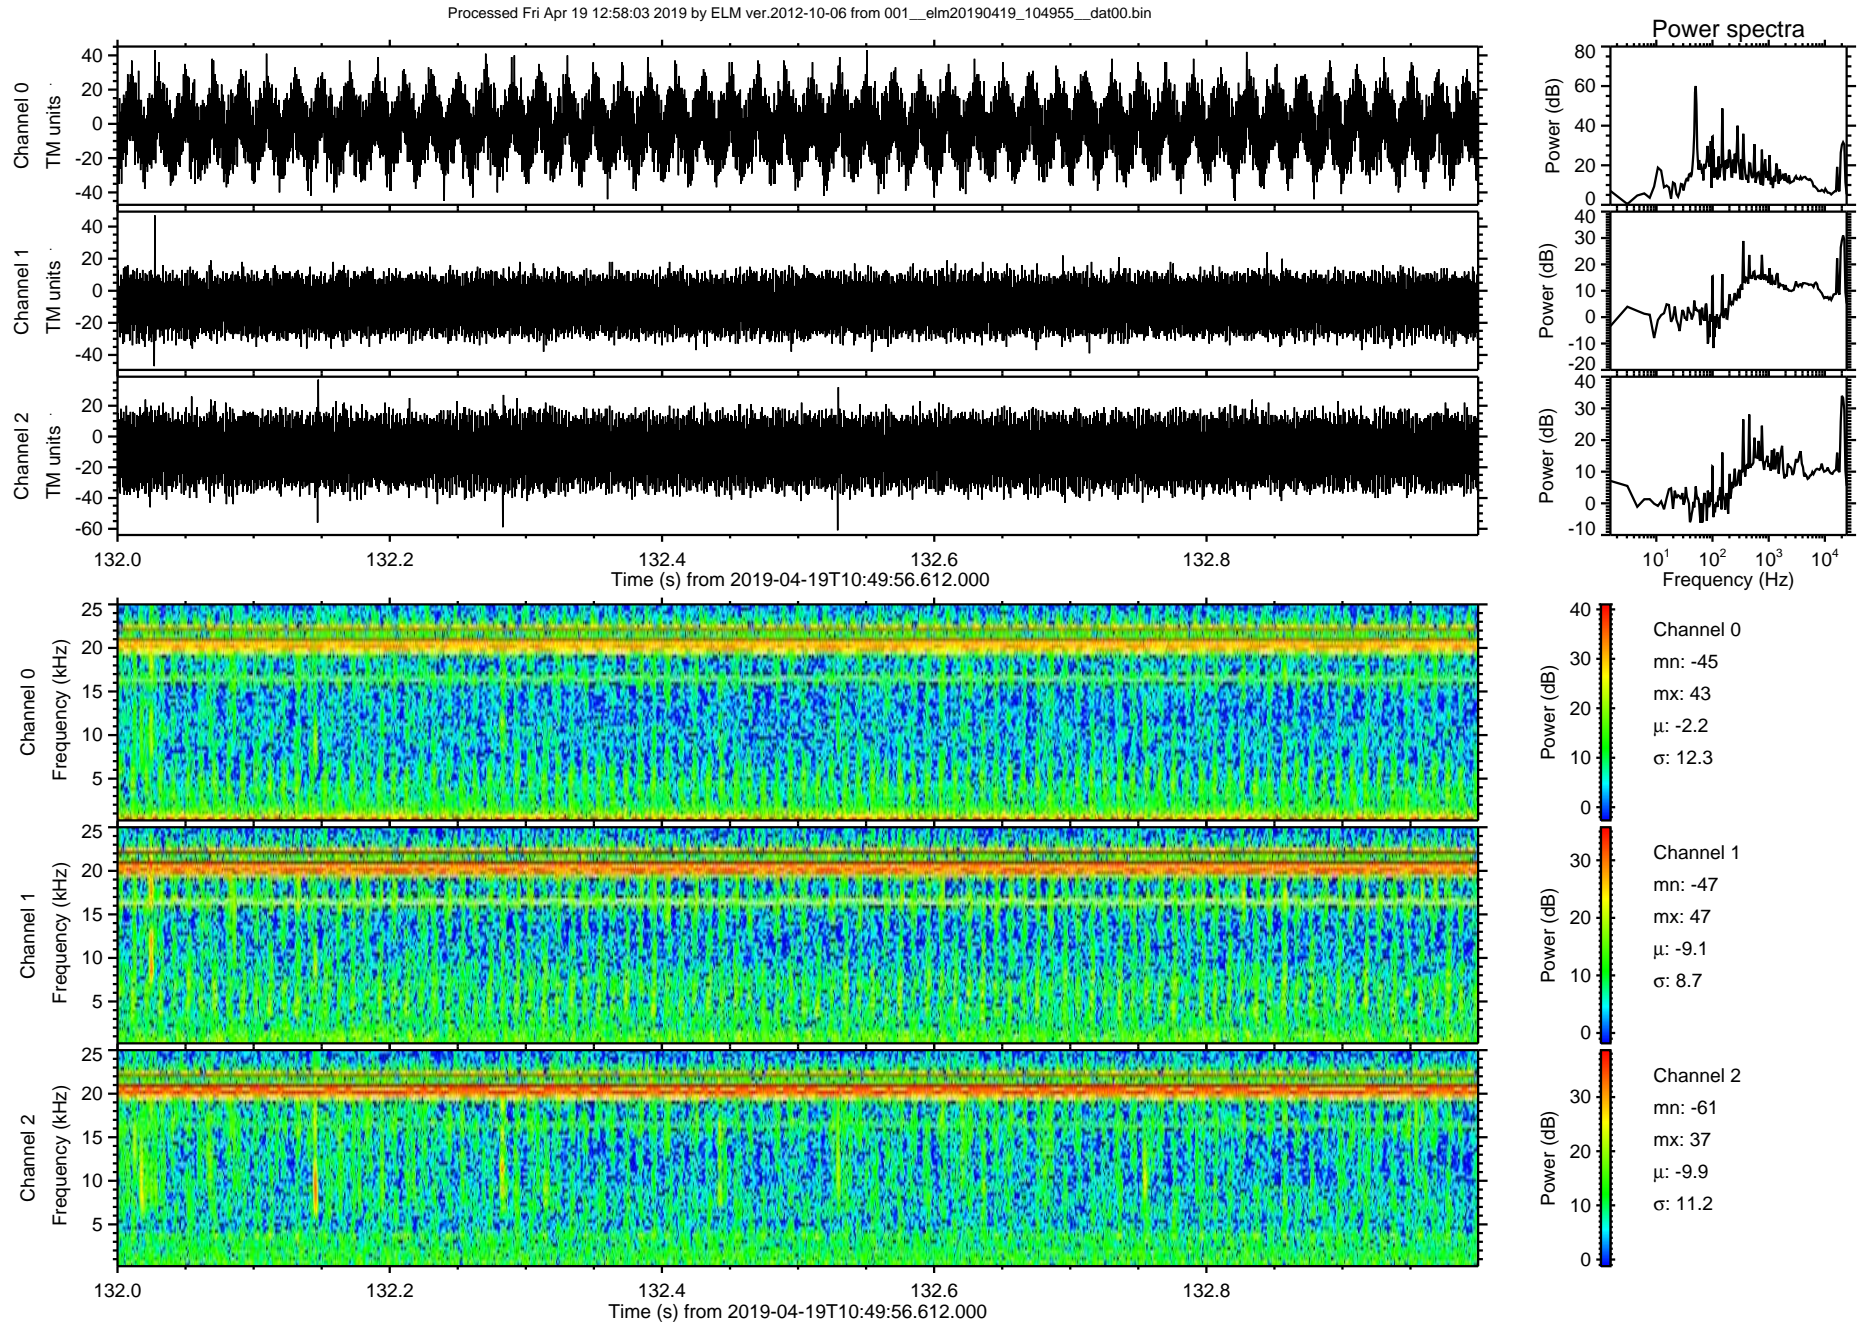 Processed Fri Apr 19 12:58:03 2019 by ELM ver.2012-10-06 from 001__elm20190419_104955__dat00.bin
Power spectra
Channel 0
TM units
40
20
0
-20
-40
Power (dB)
80
60
40
20
0
Channel 1
TM units
40
20
0
-20
-40
Power (dB)
40
30
20
10
0
-10
-20
Channel 2
TM units
20
0
-20
-40
-60
Power (dB)
40
30
20
10
0
-10
132.0 132.2 132.4 132.6 132.8
Time (s) from 2019-04-19T10:49:56.612.000
10^1 10^2 10^3 10^4
Frequency (Hz)
Channel 0
Frequency (kHz)
25
20
15
10
5
Power (dB)
40
30
20
10
0
Channel 0
mn: -45
mx: 43
μ: -2.2
σ: 12.3
Channel 1
Frequency (kHz)
25
20
15
10
5
Power (dB)
30
20
10
0
Channel 1
mn: -47
mx: 47
μ: -9.1
σ: 8.7
Channel 2
Frequency (kHz)
25
20
15
10
5
Power (dB)
30
20
10
0
Channel 2
mn: -61
mx: 37
μ: -9.9
σ: 11.2
132.0 132.2 132.4 132.6 132.8
Time (s) from 2019-04-19T10:49:56.612.000